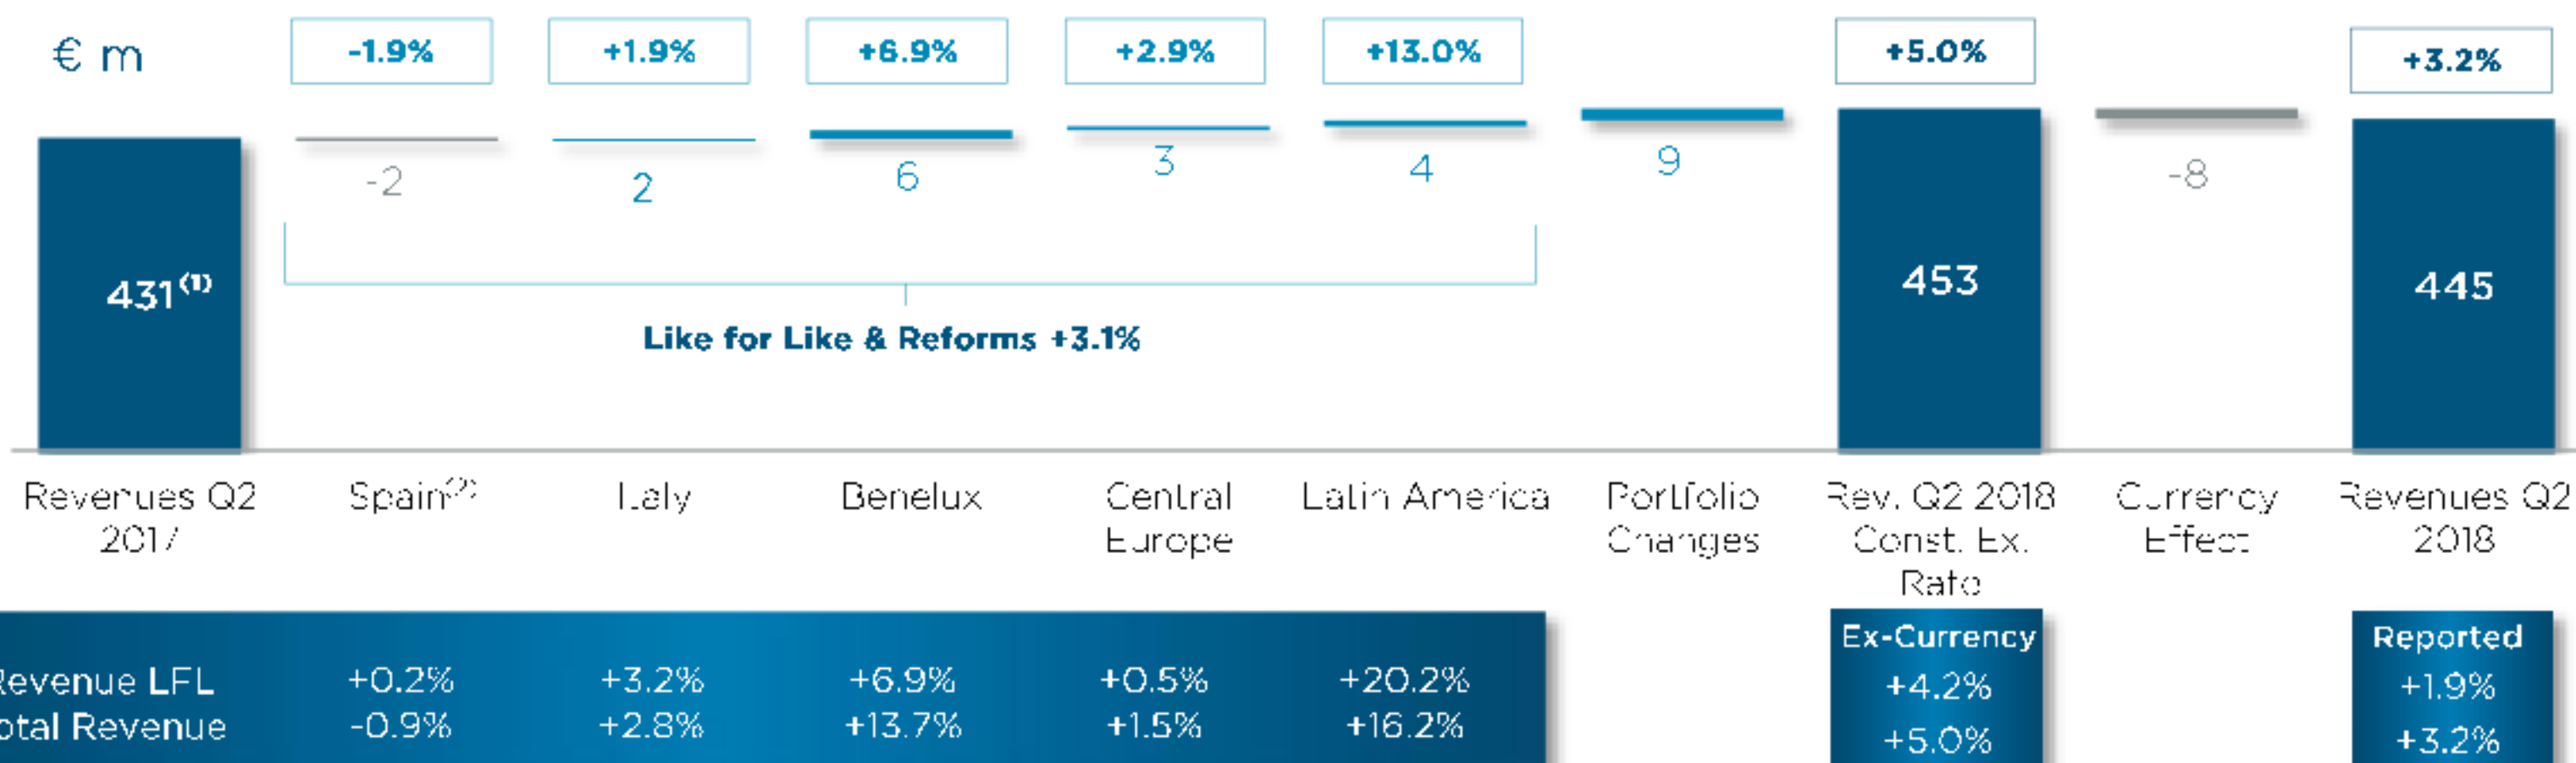 € m
-1.9% +1.9% +6.9% +2.9% +13.0% +5.0% +3.2%
-2 2 6 3 4 9 -8
431(1) 453 445
Like for Like & Reforms +3.1%
Revenues Q2 2017
Spain(2)
Italy
Benelux
Central Europe
Latin America
Portfolio Changes
Rev. Q2 2018 Const. Ex. Rate
Currency Effect
Revenues Q2 2018
Ex-Currency Reported
Revenue LFL +0.2% +3.2% +6.9% +0.5% +20.2% +4.2% +1.9%
Total Revenue -0.9% +2.8% +13.7% +1.5% +16.2% +5.0% +3.2%